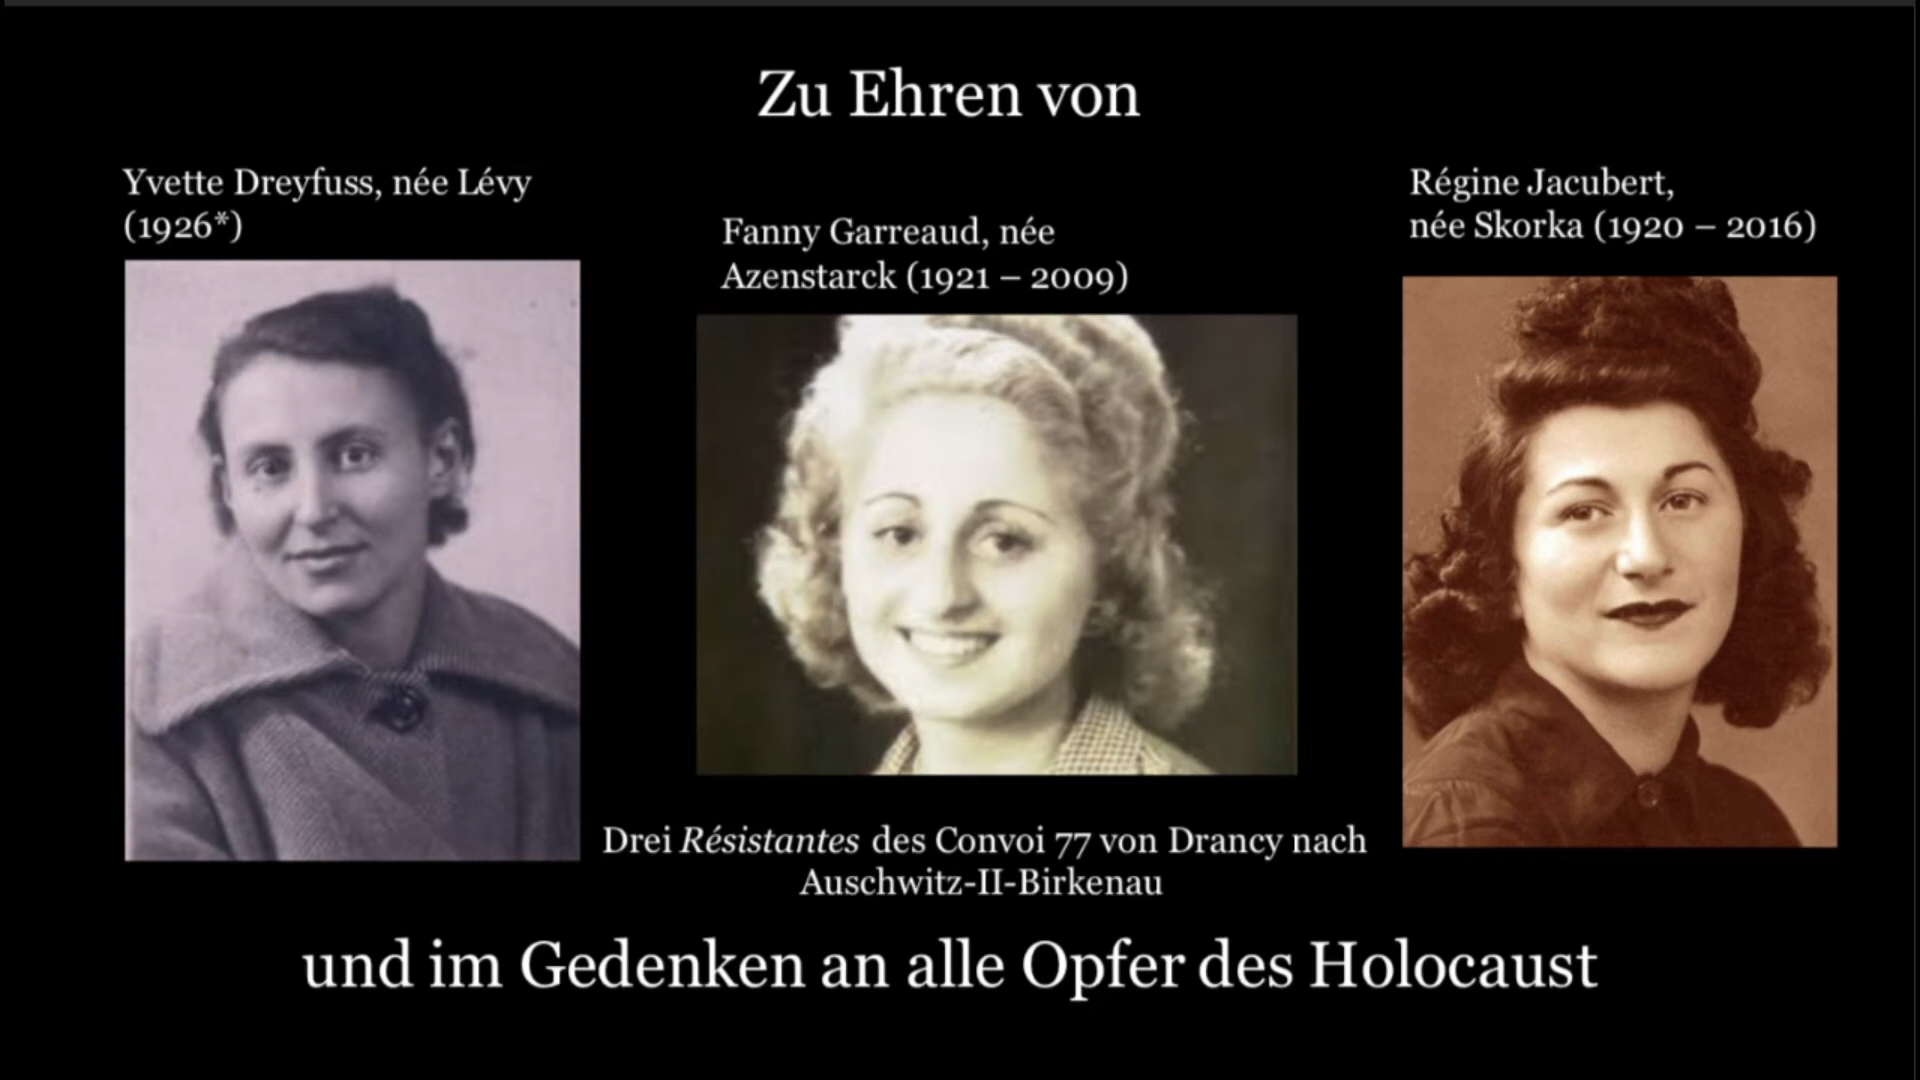 Zu Ehren von
Yvette Dreyfuss, née Lévy
(1926*)
Fanny Garreaud, née
Azenstarck (1921 – 2009)
Régine Jacubert,
née Skorka (1920 – 2016)
Drei Résistantes des Convoi 77 von Drancy nach
Auschwitz-II-Birkenau
und im Gedenken an alle Opfer des Holocaust